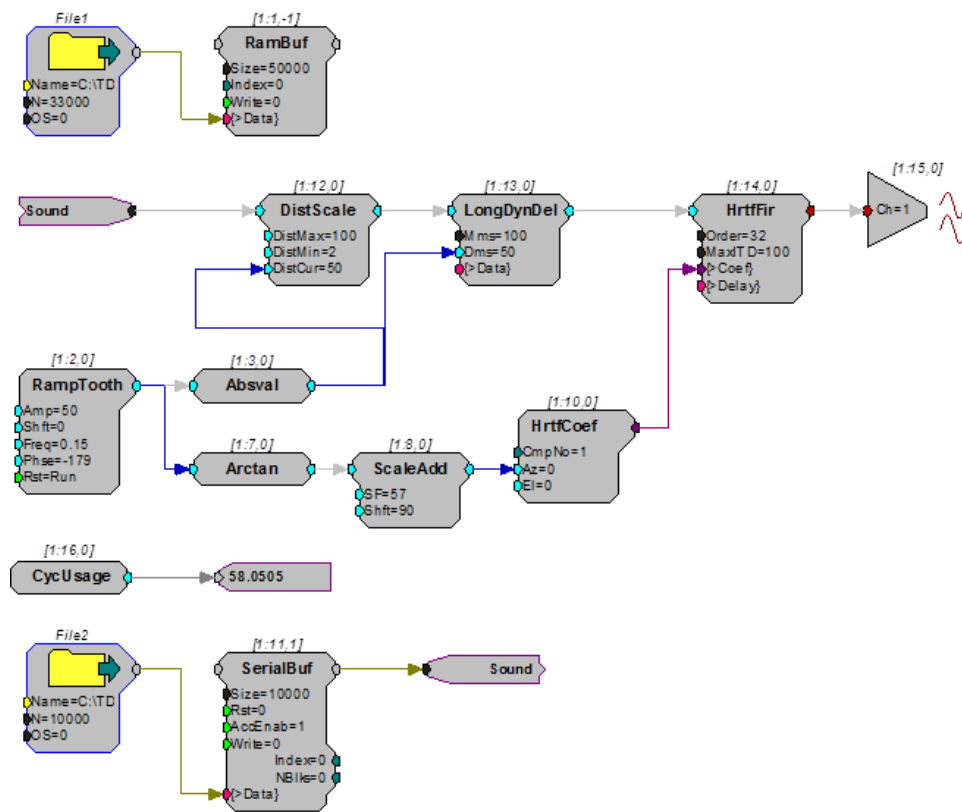 File1
Name=C:\TD
N=33000
OS=0
[1:1,-1]
RamBuf
Size=50000
Index=0
Write=0
{>Data}
Sound
[1:12,0]
DistScale
DistMax=100
DistMin=2
DistCur=50
[1:13,0]
LongDynDel
Mms=100
Dms=50
{>Data}
[1:14,0]
HrtfFir
Order=32
MaxITD=100
{>Coef}
{>Delay}
[1:15,0]
Ch=1
[1:2,0]
RampTooth
Amp=50
Shft=0
Freq=0.15
Phse=-179
Rst=Run
[1:3,0]
Absval
[1:7,0]
Arctan
[1:8,0]
ScaleAdd
SF=57
Shft=90
[1:10,0]
HrtfCoef
CmpNo=1
Az=0
El=0
[1:16,0]
CycUsage
58.0505
File2
Name=C:\TD
N=10000
OS=0
[1:11,1]
SerialBuf
Size=10000
Rst=0
AccEnab=1
Write=0
Index=0
NBlks=0
{>Data}
Sound